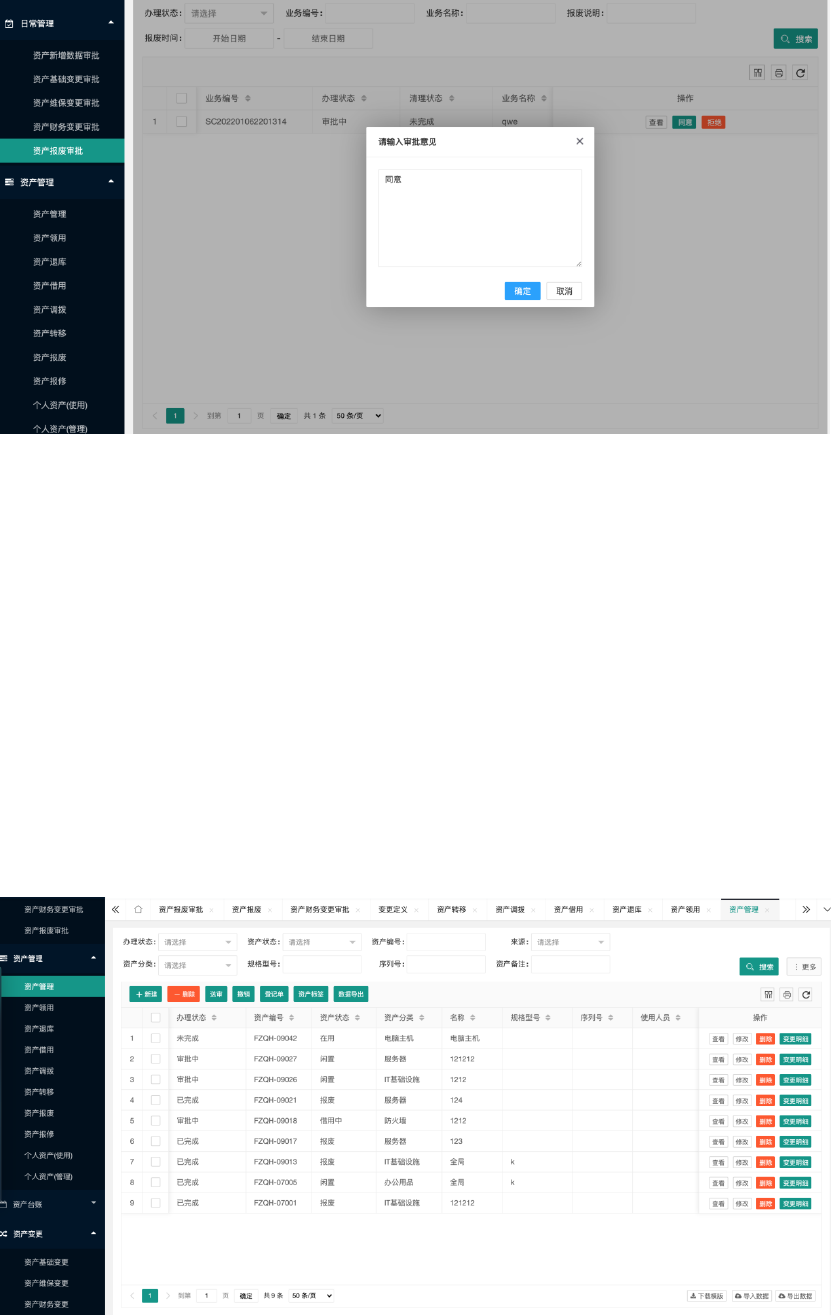 日常管理
资产新增数据审批
资产基础变更审批
资产维保变更审批
资产财务变更审批
资产报废审批
资产管理
资产管理
资产领用
资产退库
资产借用
资产调拨
资产转移
资产报废
资产报修
个人资产(使用)
个人资产(管理)
办理状态: 请选择 业务编号: 业务名称: 报废说明:
报废时间: 开始日期 - 结束日期 搜索
业务编号 办理状态 清理状态 业务名称 操作
1 SC202201062201314 审批中 未完成 qwe 查看 同意 拒绝
请输入审批意见
同意
确定 取消
1 到第 1 页 确定 共 1 条 50 条/页
资产财务变更审批
资产报废审批
资产管理
资产管理
资产领用
资产退库
资产借用
资产调拨
资产转移
资产报废
资产报修
个人资产(使用)
个人资产(管理)
资产台账
资产变更
资产基础变更
资产维保变更
资产财务变更
资产报废审批 资产报废 资产财务变更审批 变更定义 资产转移 资产调拨 资产借用 资产退库 资产领用 资产管理
办理状态: 请选择 资产状态: 请选择 资产编号: 来源: 请选择
资产分类: 请选择 规格型号: 序列号: 资产备注: 搜索 更多
新建 删除 送审 撤销 登记单 资产标签 数据导出
办理状态 资产编号 资产状态 资产分类 名称 规格型号 序列号 使用人员 操作
1 未完成 FZQH-09042 在用 电脑主机 电脑主机 查看 修改 删除 变更明细
2 审批中 FZQH-09027 闲置 服务器 121212 查看 修改 删除 变更明细
3 审批中 FZQH-09026 闲置 IT基础设施 1212 查看 修改 删除 变更明细
4 已完成 FZQH-09021 报废 服务器 124 查看 修改 删除 变更明细
5 审批中 FZQH-09018 借用中 防火墙 1212 查看 修改 删除 变更明细
6 已完成 FZQH-09017 报废 服务器 123 查看 修改 删除 变更明细
7 已完成 FZQH-09013 报废 IT基础设施 全局 k 查看 修改 删除 变更明细
8 已完成 FZQH-07005 闲置 办公用品 全局 k 查看 修改 删除 变更明细
9 已完成 FZQH-07001 报废 IT基础设施 121212 查看 修改 删除 变更明细
1 到第 1 页 确定 共 9 条 50 条/页 下载模版 导入数据 导出数据